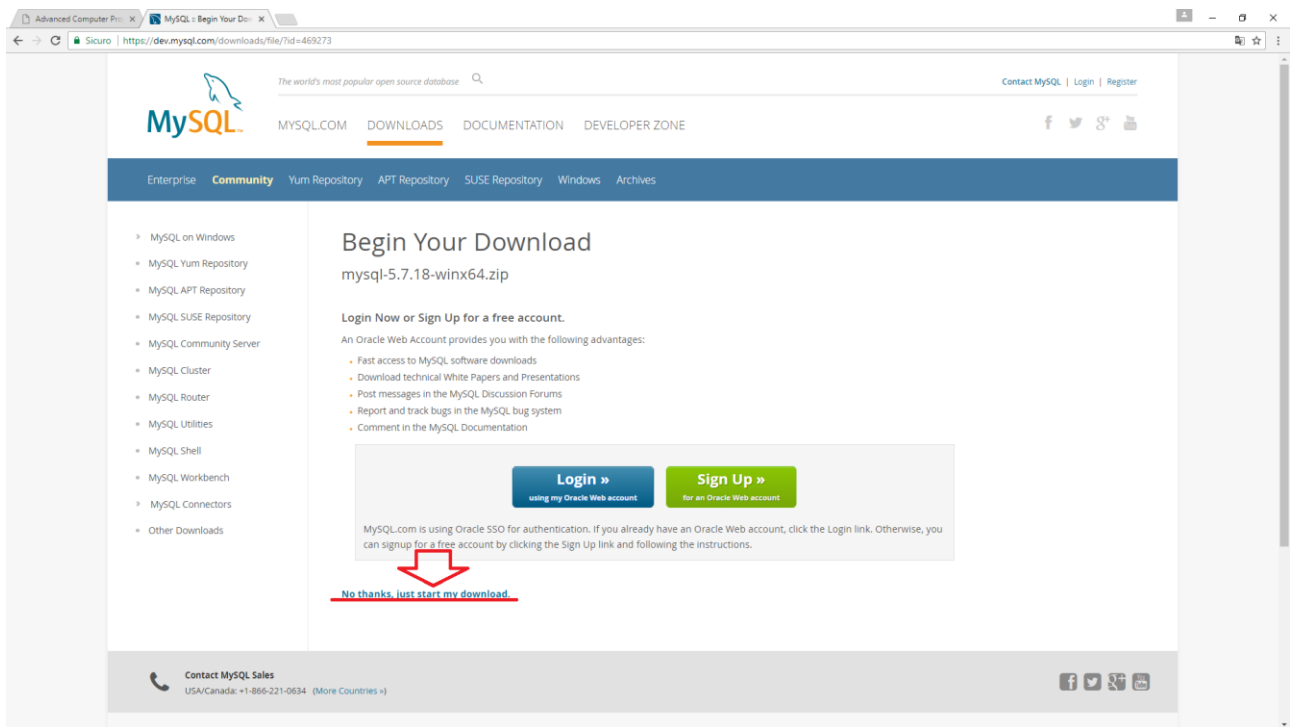 Advanced Computer Pro
MySQL :: Begin Your Dow
Sicuro
https://dev.mysql.com/downloads/file/?id=469273
MySQL™
The world's most popular open source database
Contact MySQL | Login | Register
MYSQL.COM DOWNLOADS DOCUMENTATION DEVELOPER ZONE
Enterprise Community Yum Repository APT Repository SUSE Repository Windows Archives
MySQL on Windows
MySQL Yum Repository
MySQL APT Repository
MySQL SUSE Repository
MySQL Community Server
MySQL Cluster
MySQL Router
MySQL Utilities
MySQL Shell
MySQL Workbench
MySQL Connectors
Other Downloads
Begin Your Download
mysql-5.7.18-winx64.zip
Login Now or Sign Up for a free account.
An Oracle Web Account provides you with the following advantages:
Fast access to MySQL software downloads
Download technical White Papers and Presentations
Post messages in the MySQL Discussion Forums
Report and track bugs in the MySQL bug system
Comment in the MySQL Documentation
Login »
using my Oracle Web account
Sign Up »
for an Oracle Web account
MySQL.com is using Oracle SSO for authentication. If you already have an Oracle Web account, click the Login link. Otherwise, you
can signup for a free account by clicking the Sign Up link and following the instructions.
No thanks, just start my download.
Contact MySQL Sales
USA/Canada: +1-866-221-0634 (More Countries »)